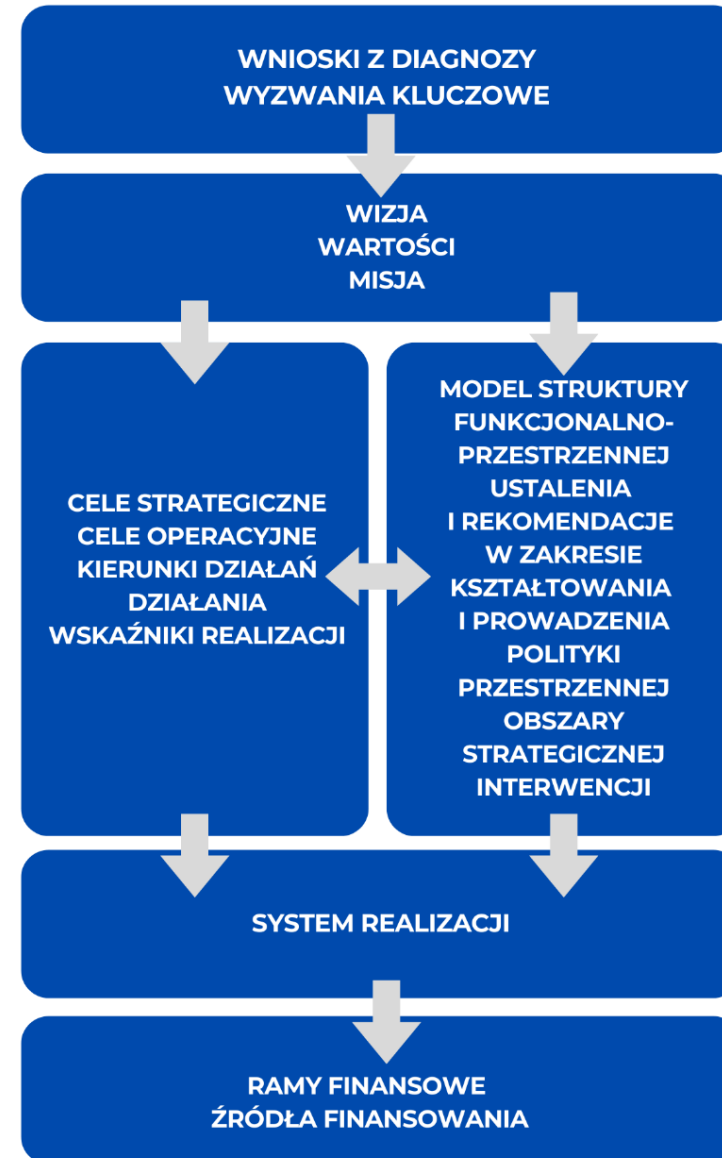 WNIOSKI Z DIAGNOZY
WYZWANIA KLUCZOWE
WIZJA
WARTOŚCI
MISJA
CELE STRATEGICZNE
CELE OPERACYJNE
KIERUNKI DZIAŁAŃ
DZIAŁANIA
WSKAŹNIKI REALIZACJI
MODEL STRUKTURY
FUNKCJONALNO-
PRZESTRZENNEJ
USTALENIA
I REKOMENDACJE
W ZAKRESIE
KSZTAŁTOWANIA
I PROWADZENIA
POLITYKI
PRZESTRZENNEJ
OBSZARY
STRATEGICZNEJ
INTERWENCJI
SYSTEM REALIZACJI
RAMY FINANSOWE
ŹRÓDŁA FINANSOWANIA